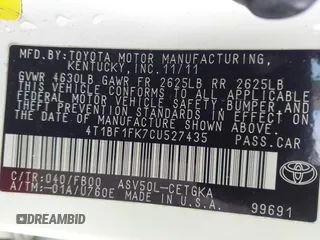 MFD. BY: TOYOTA MOTOR MANUFACTURING,
KENTUCKY, INC. 11/11
GVWR 4630LB GAWR FR 2625LB RR 2625LB
THIS VEHICLE CONFORMS TO ALL APPLICABLE
FEDERAL MOTOR VEHICLE SAFETY, BUMPER, AND
THEFT PREVENTION STANDARDS IN EFFECT ON
THE DATE OF MANUFACTURE SHOWN ABOVE.
4T1BF1FK7CU527435 PASS.CAR
C/TR:040/FB00 ASV50L-CETGKA
A/TM:-01A/U760E MADE IN U.S.A.
TOYOTA
99691
DEALERSHIP